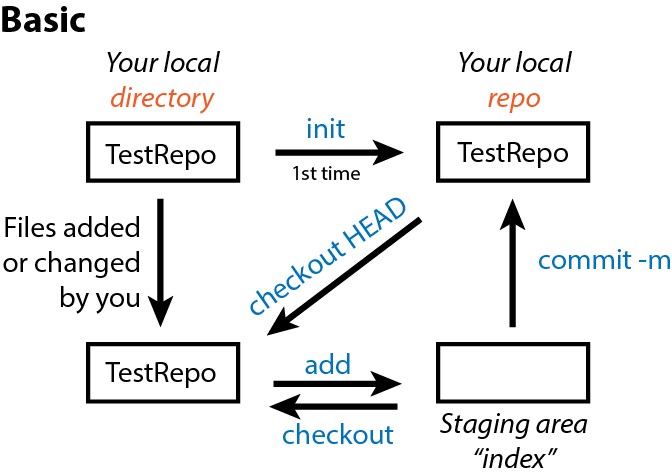 Basic
Your local
directory
Your local
repo
TestRepo
init
1st time
TestRepo
Files added
or changed
by you
checkout HEAD
commit -m
TestRepo
add
checkout
Staging area
“index”